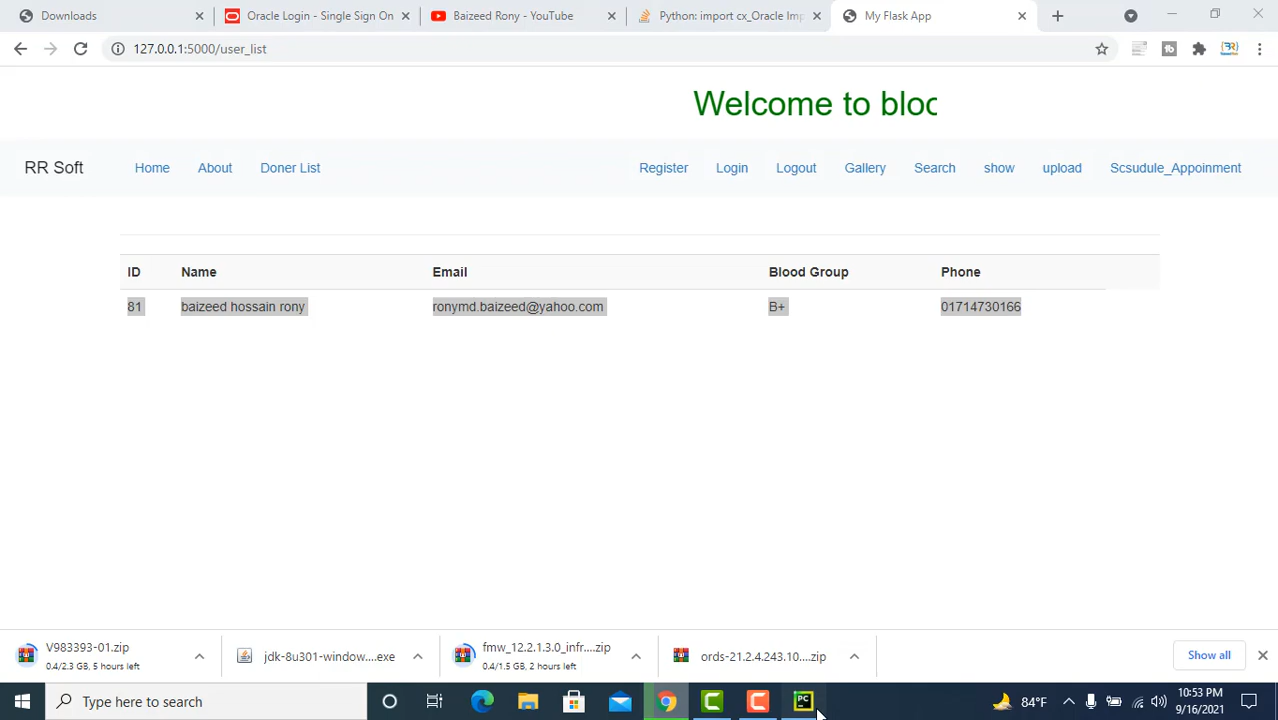 Downloads
Oracle Login - Single Sign On
Baizeed Rony - YouTube
Python: import cx_Oracle Imp
My Flask App
127.0.0.1:5000/user_list
Welcome to bloc
RR Soft Home About Doner List Register Login Logout Gallery Search show upload Scsudule_Appoinment
ID Name Email Blood Group Phone
81 baizeed hossain rony ronymd.baizeed@yahoo.com B+ 01714730166
V983393-01.zip
0.4/2.3 GB, 5 hours left
jdk-8u301-window....exe
fmw_12.2.1.3.0_infr....zip
0.4/1.5 GB, 2 hours left
ords-21.2.4.243.10....zip
Show all
Type here to search
PC
84°F
10:53 PM
9/16/2021